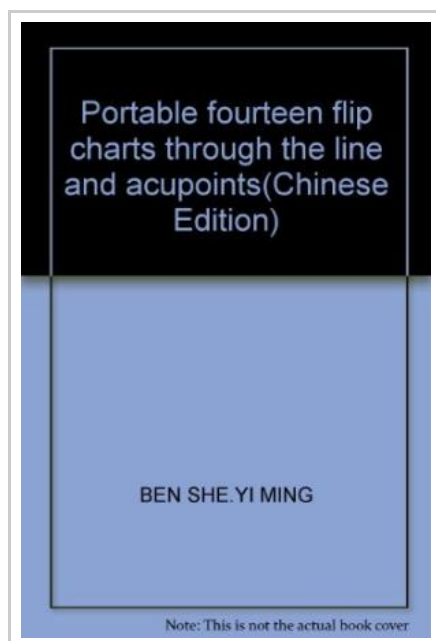 Portable fourteen flip
charts through the line
and acupoints(Chinese
Edition)
BEN SHE.YI MING
Note: This is not the actual book cover